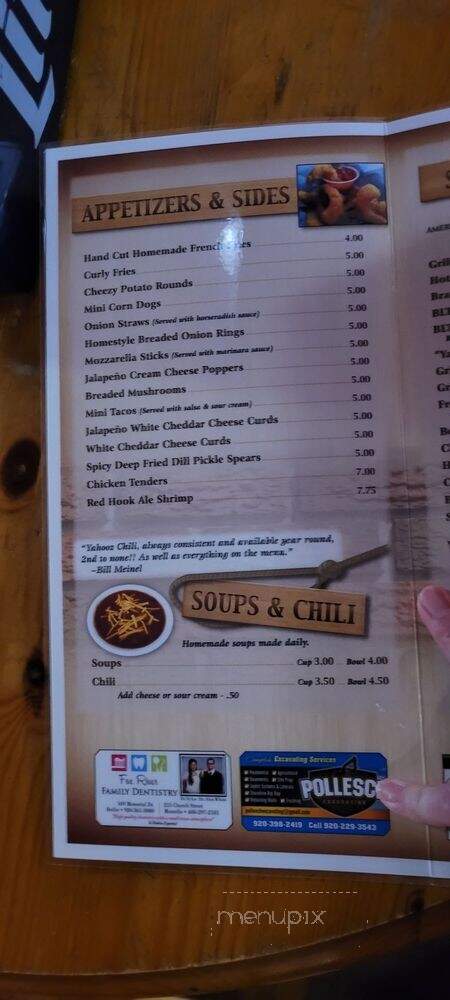 APPETIZERS & SIDES
Hand Cut Homemade French Fries 4.00
Curly Fries 5.00
Cheezy Potato Rounds 5.00
Mini Corn Dogs 5.00
Onion Straws (Served with horseradish sauce) 5.00
Homestyle Breaded Onion Rings 5.00
Mozzarella Sticks (Served with marinara sauce) 5.00
Jalapeño Cream Cheese Poppers 5.00
Breaded Mushrooms 5.00
Mini Tacos (Served with salsa & sour cream) 5.00
Jalapeño White Cheddar Cheese Curds 5.00
White Cheddar Cheese Curds 5.00
Spicy Deep Fried Dill Pickle Spears 5.00
Chicken Tenders 7.00
Red Hook Ale Shrimp 7.75
"Yahooz Chili, always consistent and available year round,
2nd to none!! As well as everything on the menu."
~Bill Meinel
SOUPS & CHILI
Homemade soups made daily.
Soups Cup 3.00 Bowl 4.00
Chili Cup 3.50 Bowl 4.50
Add cheese or sour cream - .50
Fox River
FAMILY DENTISTRY
Complete Excavating Services
POLLESC
EXCAVATING
920-398-2419 Cell 920-229-3543
menupix